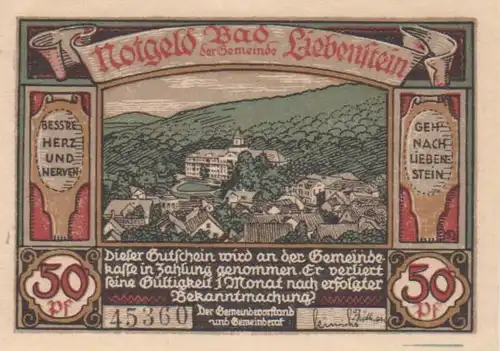 Notgeld Bad Liebenstein
der Gemeinde
BESS'RE
HERZ
UND
NERVEN
GEH'
NACH
LIEBEN
STEIN
Dieser Gutschein wird an der Gemeinde-
kasse in Zahlung genommen. Er verliert
seine Gültigkeit 1 Monat nach erfolgter
Bekanntmachung.
50
Pf
50
Pf
45360
Der Gemeindevorstand
und Gemeinderat